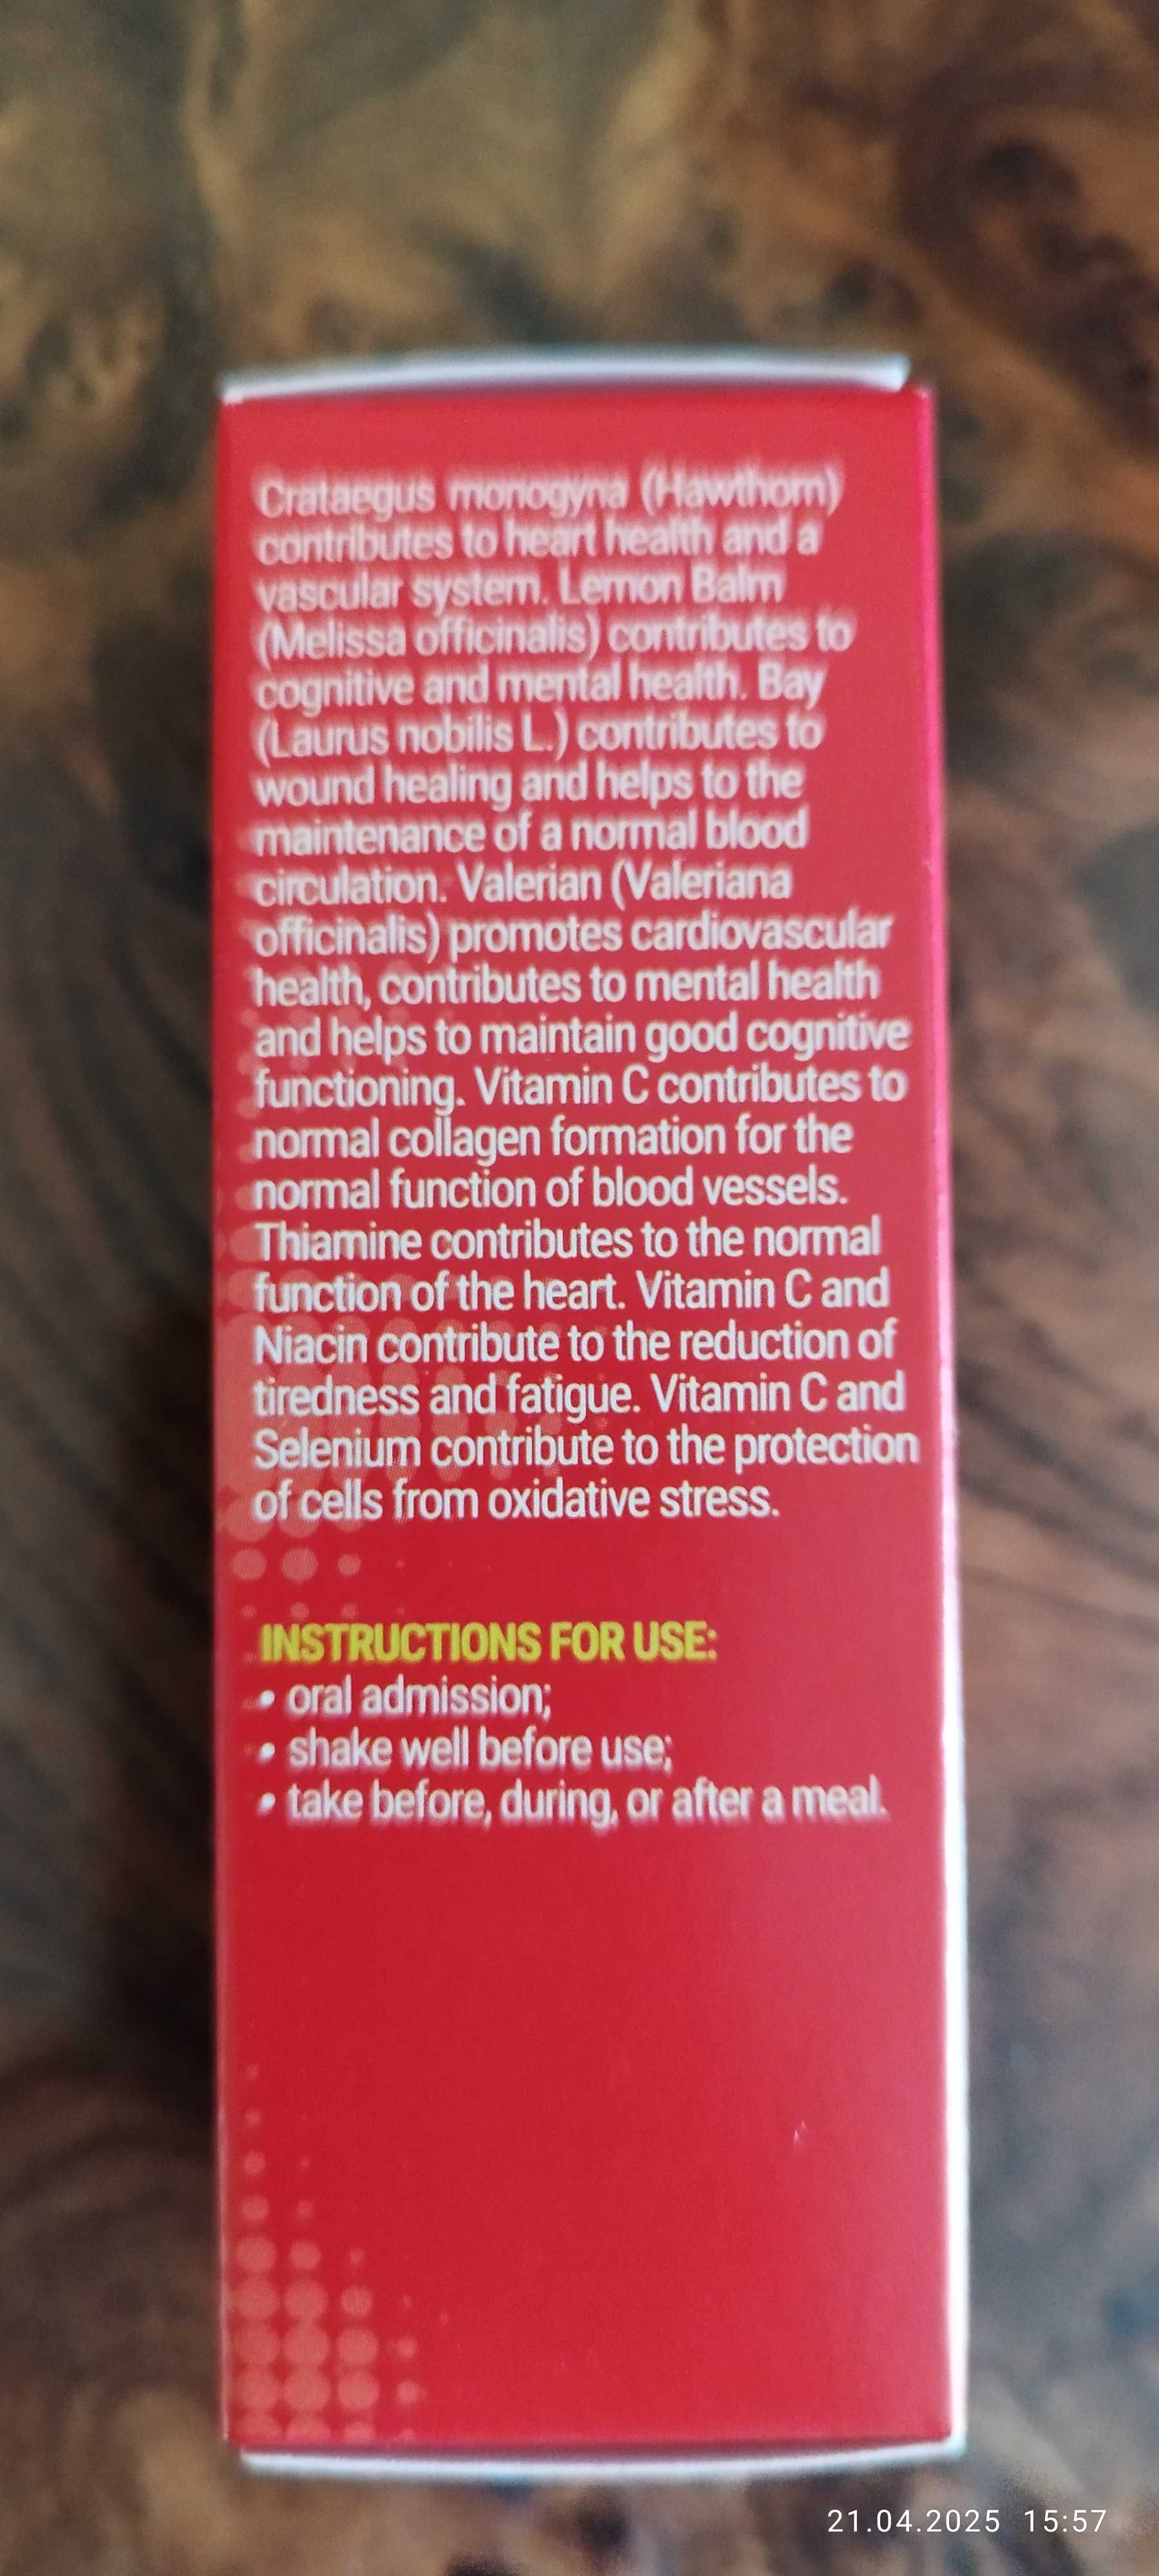 Crataegus monogyna (Hawthorn)
contributes to heart health and a
vascular system. Lemon Balm
(Melissa officinalis) contributes to
cognitive and mental health. Bay
(Laurus nobilis L.) contributes to
wound healing and helps to the
maintenance of a normal blood
circulation. Valerian (Valeriana
officinalis) promotes cardiovascular
health, contributes to mental health
and helps to maintain good cognitive
functioning. Vitamin C contributes to
normal collagen formation for the
normal function of blood vessels.
Thiamine contributes to the normal
function of the heart. Vitamin C and
Niacin contribute to the reduction of
tiredness and fatigue. Vitamin C and
Selenium contribute to the protection
of cells from oxidative stress.
INSTRUCTIONS FOR USE:
• oral admission;
• shake well before use;
• take before, during, or after a meal.
21.04.2025 15:57